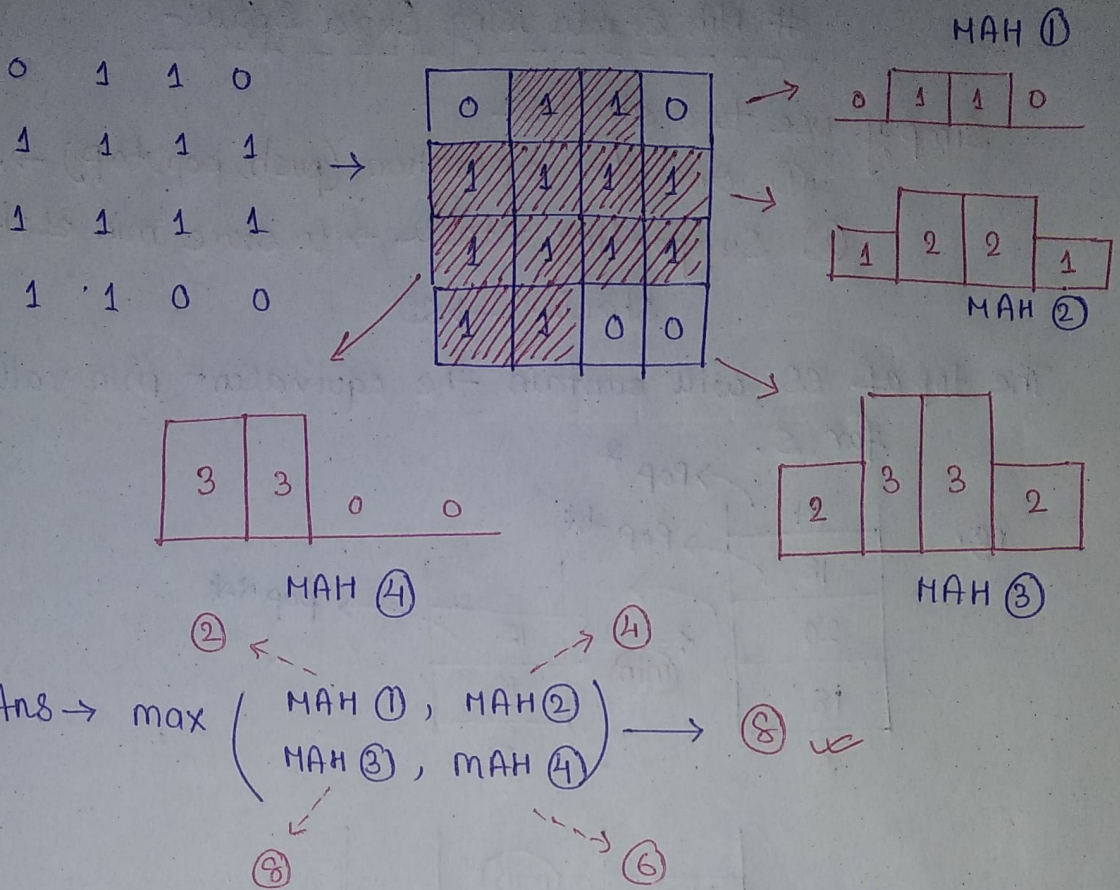 MAH ①
0 1 1 0
1 1 1 1
1 1 1 1
1 1 0 0
→
0 1 1 0
1 1 1 1
1 1 1 1
1 1 0 0
0 1 1 0
1 2 2 1
MAH ②
2 3 3 2
MAH ③
3 3 0 0
MAH ④
② ④
Ans → max ( MAH ①, MAH ②
MAH ③, MAH ④ ) → ⑧
⑧ ⑥